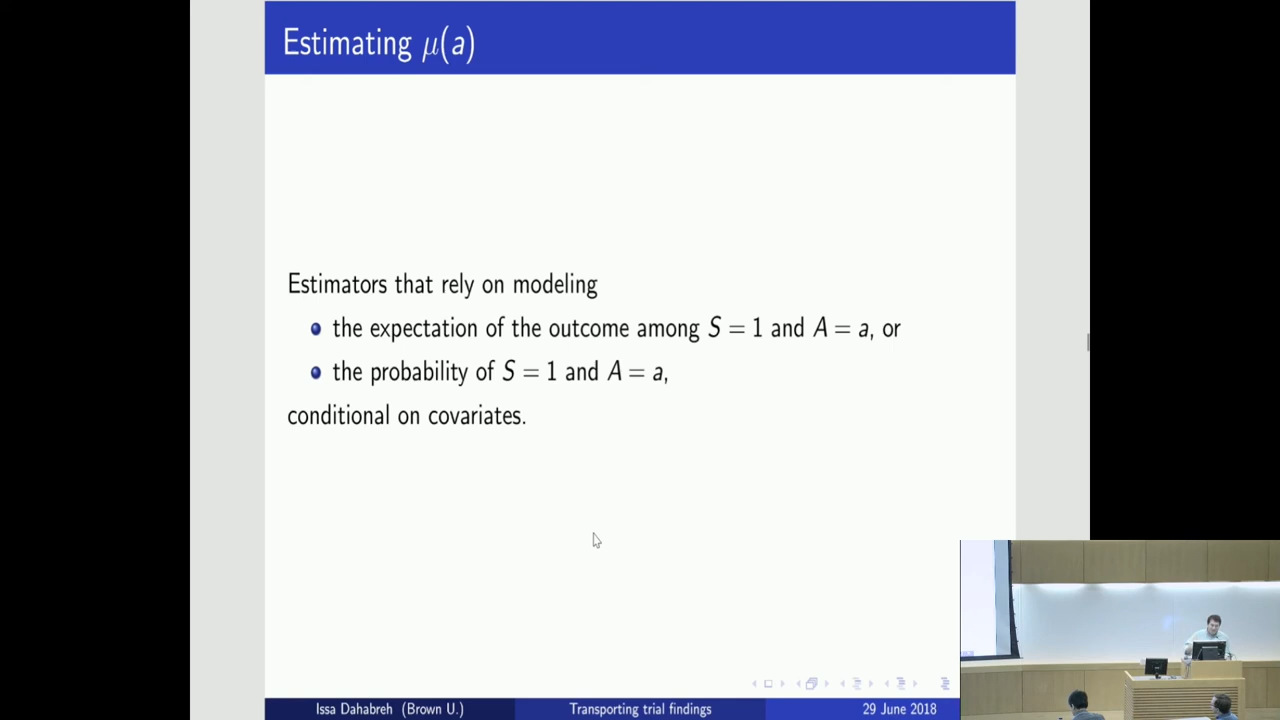 Estimating μ(a)
Estimators that rely on modeling
the expectation of the outcome among S = 1 and A = a, or
the probability of S = 1 and A = a,
conditional on covariates.
Issa Dahabreh (Brown U.) Transporting trial findings 29 June 2018